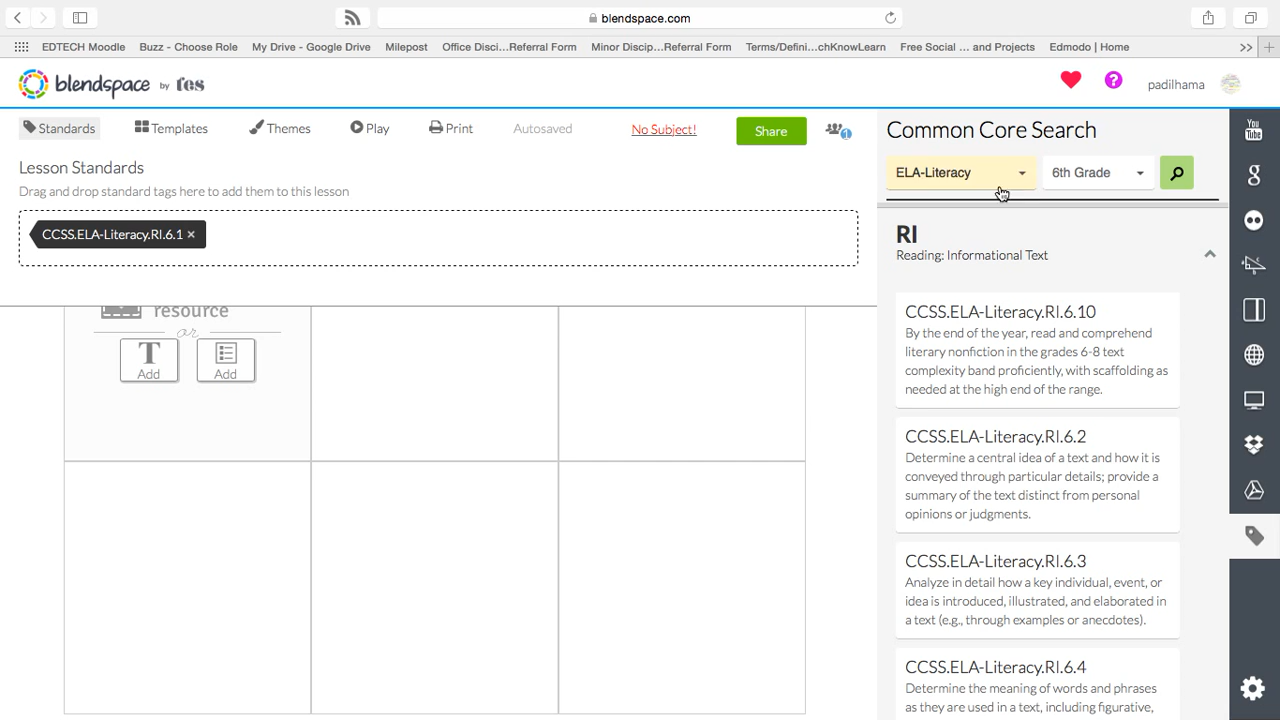 blendspace.com
EDTECH Moodle Buzz - Choose Role My Drive - Google Drive Milepost Office Disci...Referral Form Minor Discip...Referral Form Terms/Defini...chKnowLearn Free Social ... and Projects Edmodo | Home
blendspace by tes
padilhama
Standards Templates Themes Play Print Autosaved No Subject! Share 1
Lesson Standards
Drag and drop standard tags here to add them to this lesson
CCSS.ELA-Literacy.RI.6.1 ×
resource
or
T
Add Add
Common Core Search
ELA-Literacy 6th Grade
RI
Reading: Informational Text
CCSS.ELA-Literacy.RI.6.10
By the end of the year, read and comprehend
literary nonfiction in the grades 6-8 text
complexity band proficiently, with scaffolding as
needed at the high end of the range.
CCSS.ELA-Literacy.RI.6.2
Determine a central idea of a text and how it is
conveyed through particular details; provide a
summary of the text distinct from personal
opinions or judgments.
CCSS.ELA-Literacy.RI.6.3
Analyze in detail how a key individual, event, or
idea is introduced, illustrated, and elaborated in
a text (e.g., through examples or anecdotes).
CCSS.ELA-Literacy.RI.6.4
Determine the meaning of words and phrases
as they are used in a text, including figurative,
You
Tube
g